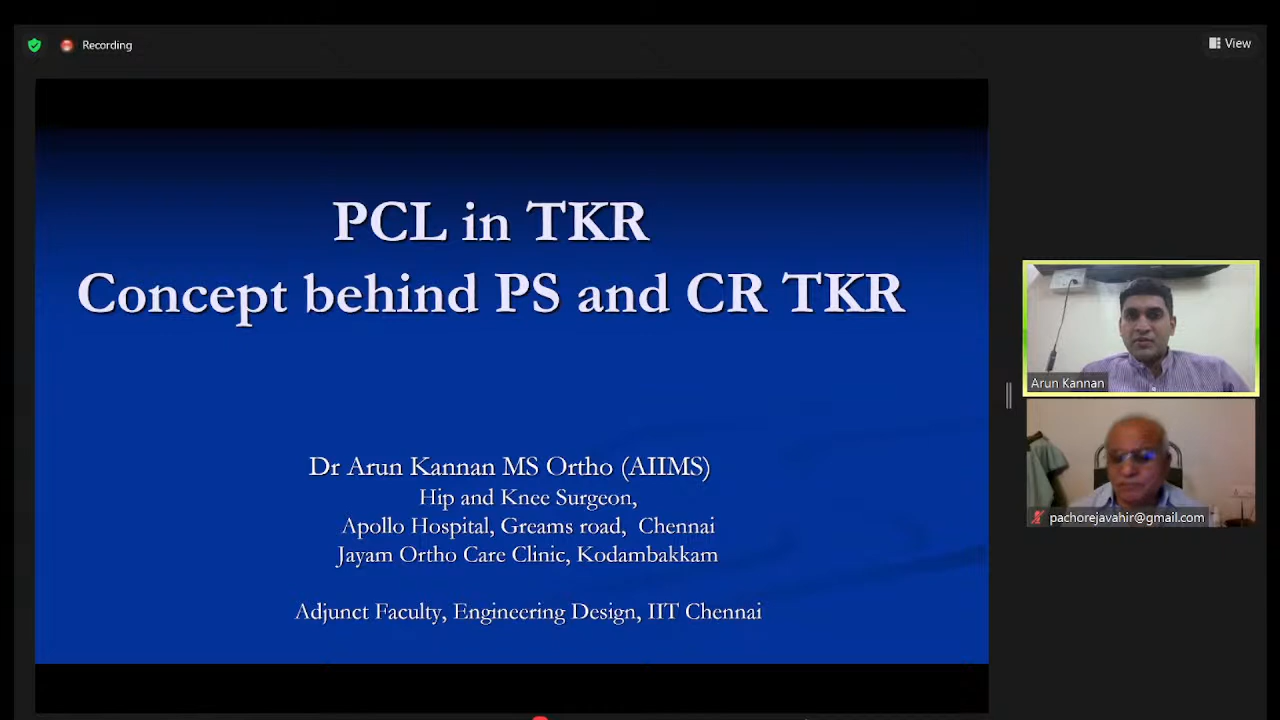 Recording
View
PCL in TKR
Concept behind PS and CR TKR
Dr Arun Kannan MS Ortho (AIIMS)
Hip and Knee Surgeon,
Apollo Hospital, Greams road, Chennai
Jayam Ortho Care Clinic, Kodambakkam
Adjunct Faculty, Engineering Design, IIT Chennai
Arun Kannan
pachorejavahir@gmail.com